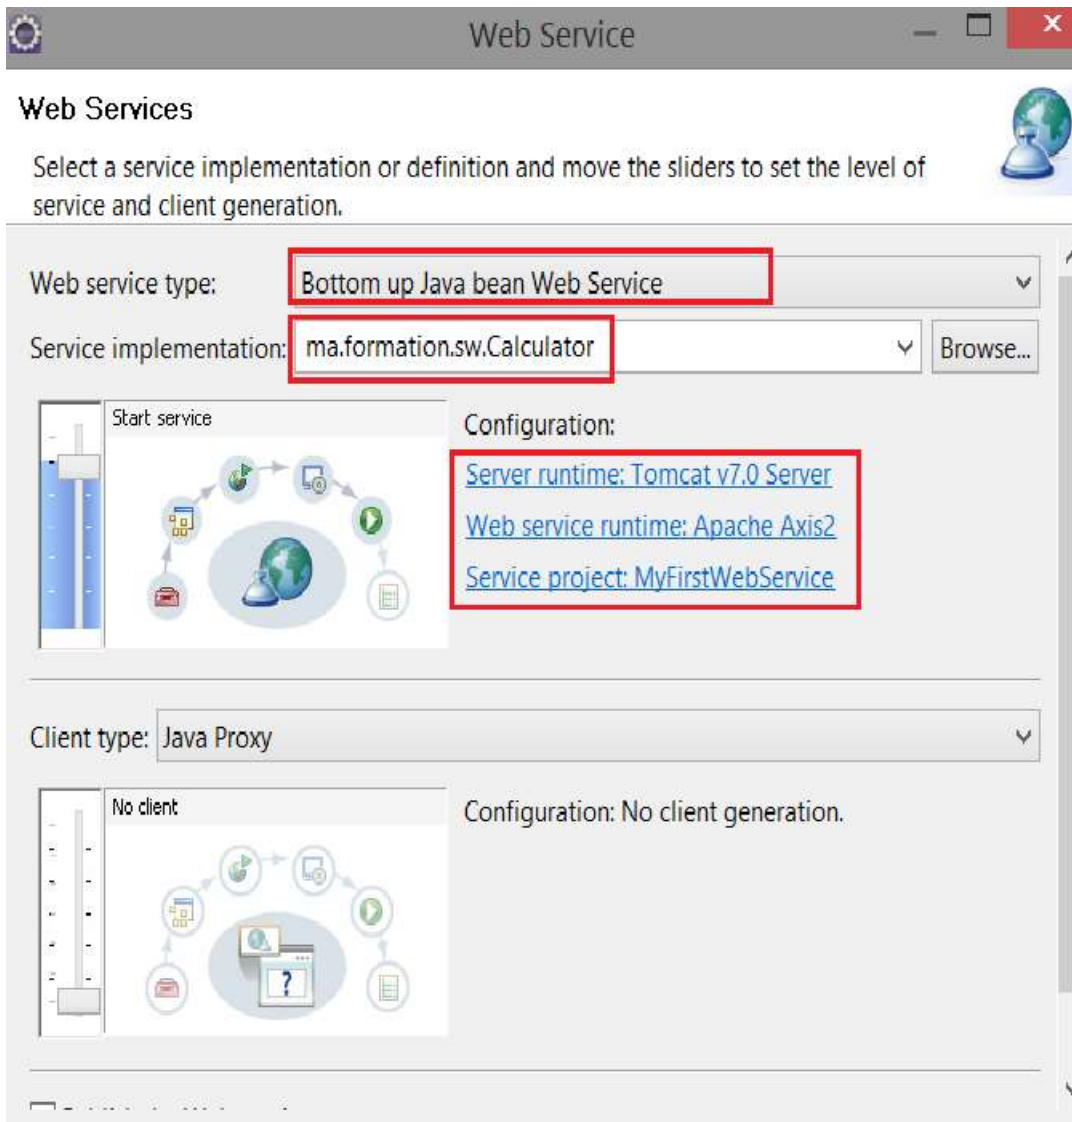 Web Service
Web Services
Select a service implementation or definition and move the sliders to set the level of
service and client generation.
Web service type: Bottom up Java bean Web Service
Service implementation: ma.formation.sw.Calculator Browse...
Start service
Configuration:
Server runtime: Tomcat v7.0 Server
Web service runtime: Apache Axis2
Service project: MyFirstWebService
Client type: Java Proxy
No client
Configuration: No client generation.